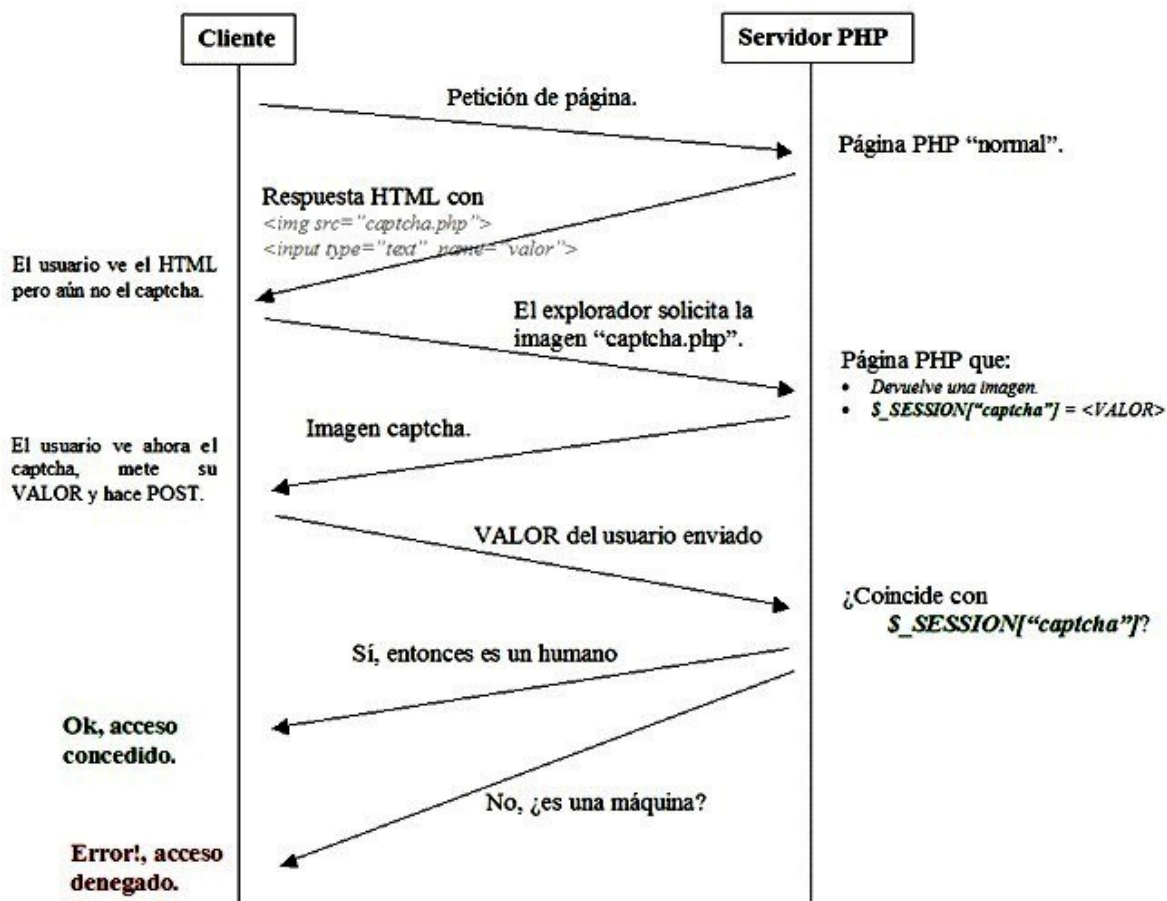 Cliente
Servidor PHP
Petición de página.
Página PHP “normal”.
Respuesta HTML con
<img src=”captcha.php”>
<input type=”text” name=”valor”>
El usuario ve el HTML
pero aún no el captcha.
El explorador solicita la
imagen “captcha.php”.
Página PHP que:
• Devuelve una imagen.
• $_SESSION[“captcha”] = <VALOR>
Imagen captcha.
El usuario ve ahora el
captcha, mete su
VALOR y hace POST.
VALOR del usuario enviado
¿Coincide con
$_SESSION[“captcha”]?
Sí, entonces es un humano
Ok, acceso
concedido.
No, ¿es una máquina?
Error!, acceso
denegado.